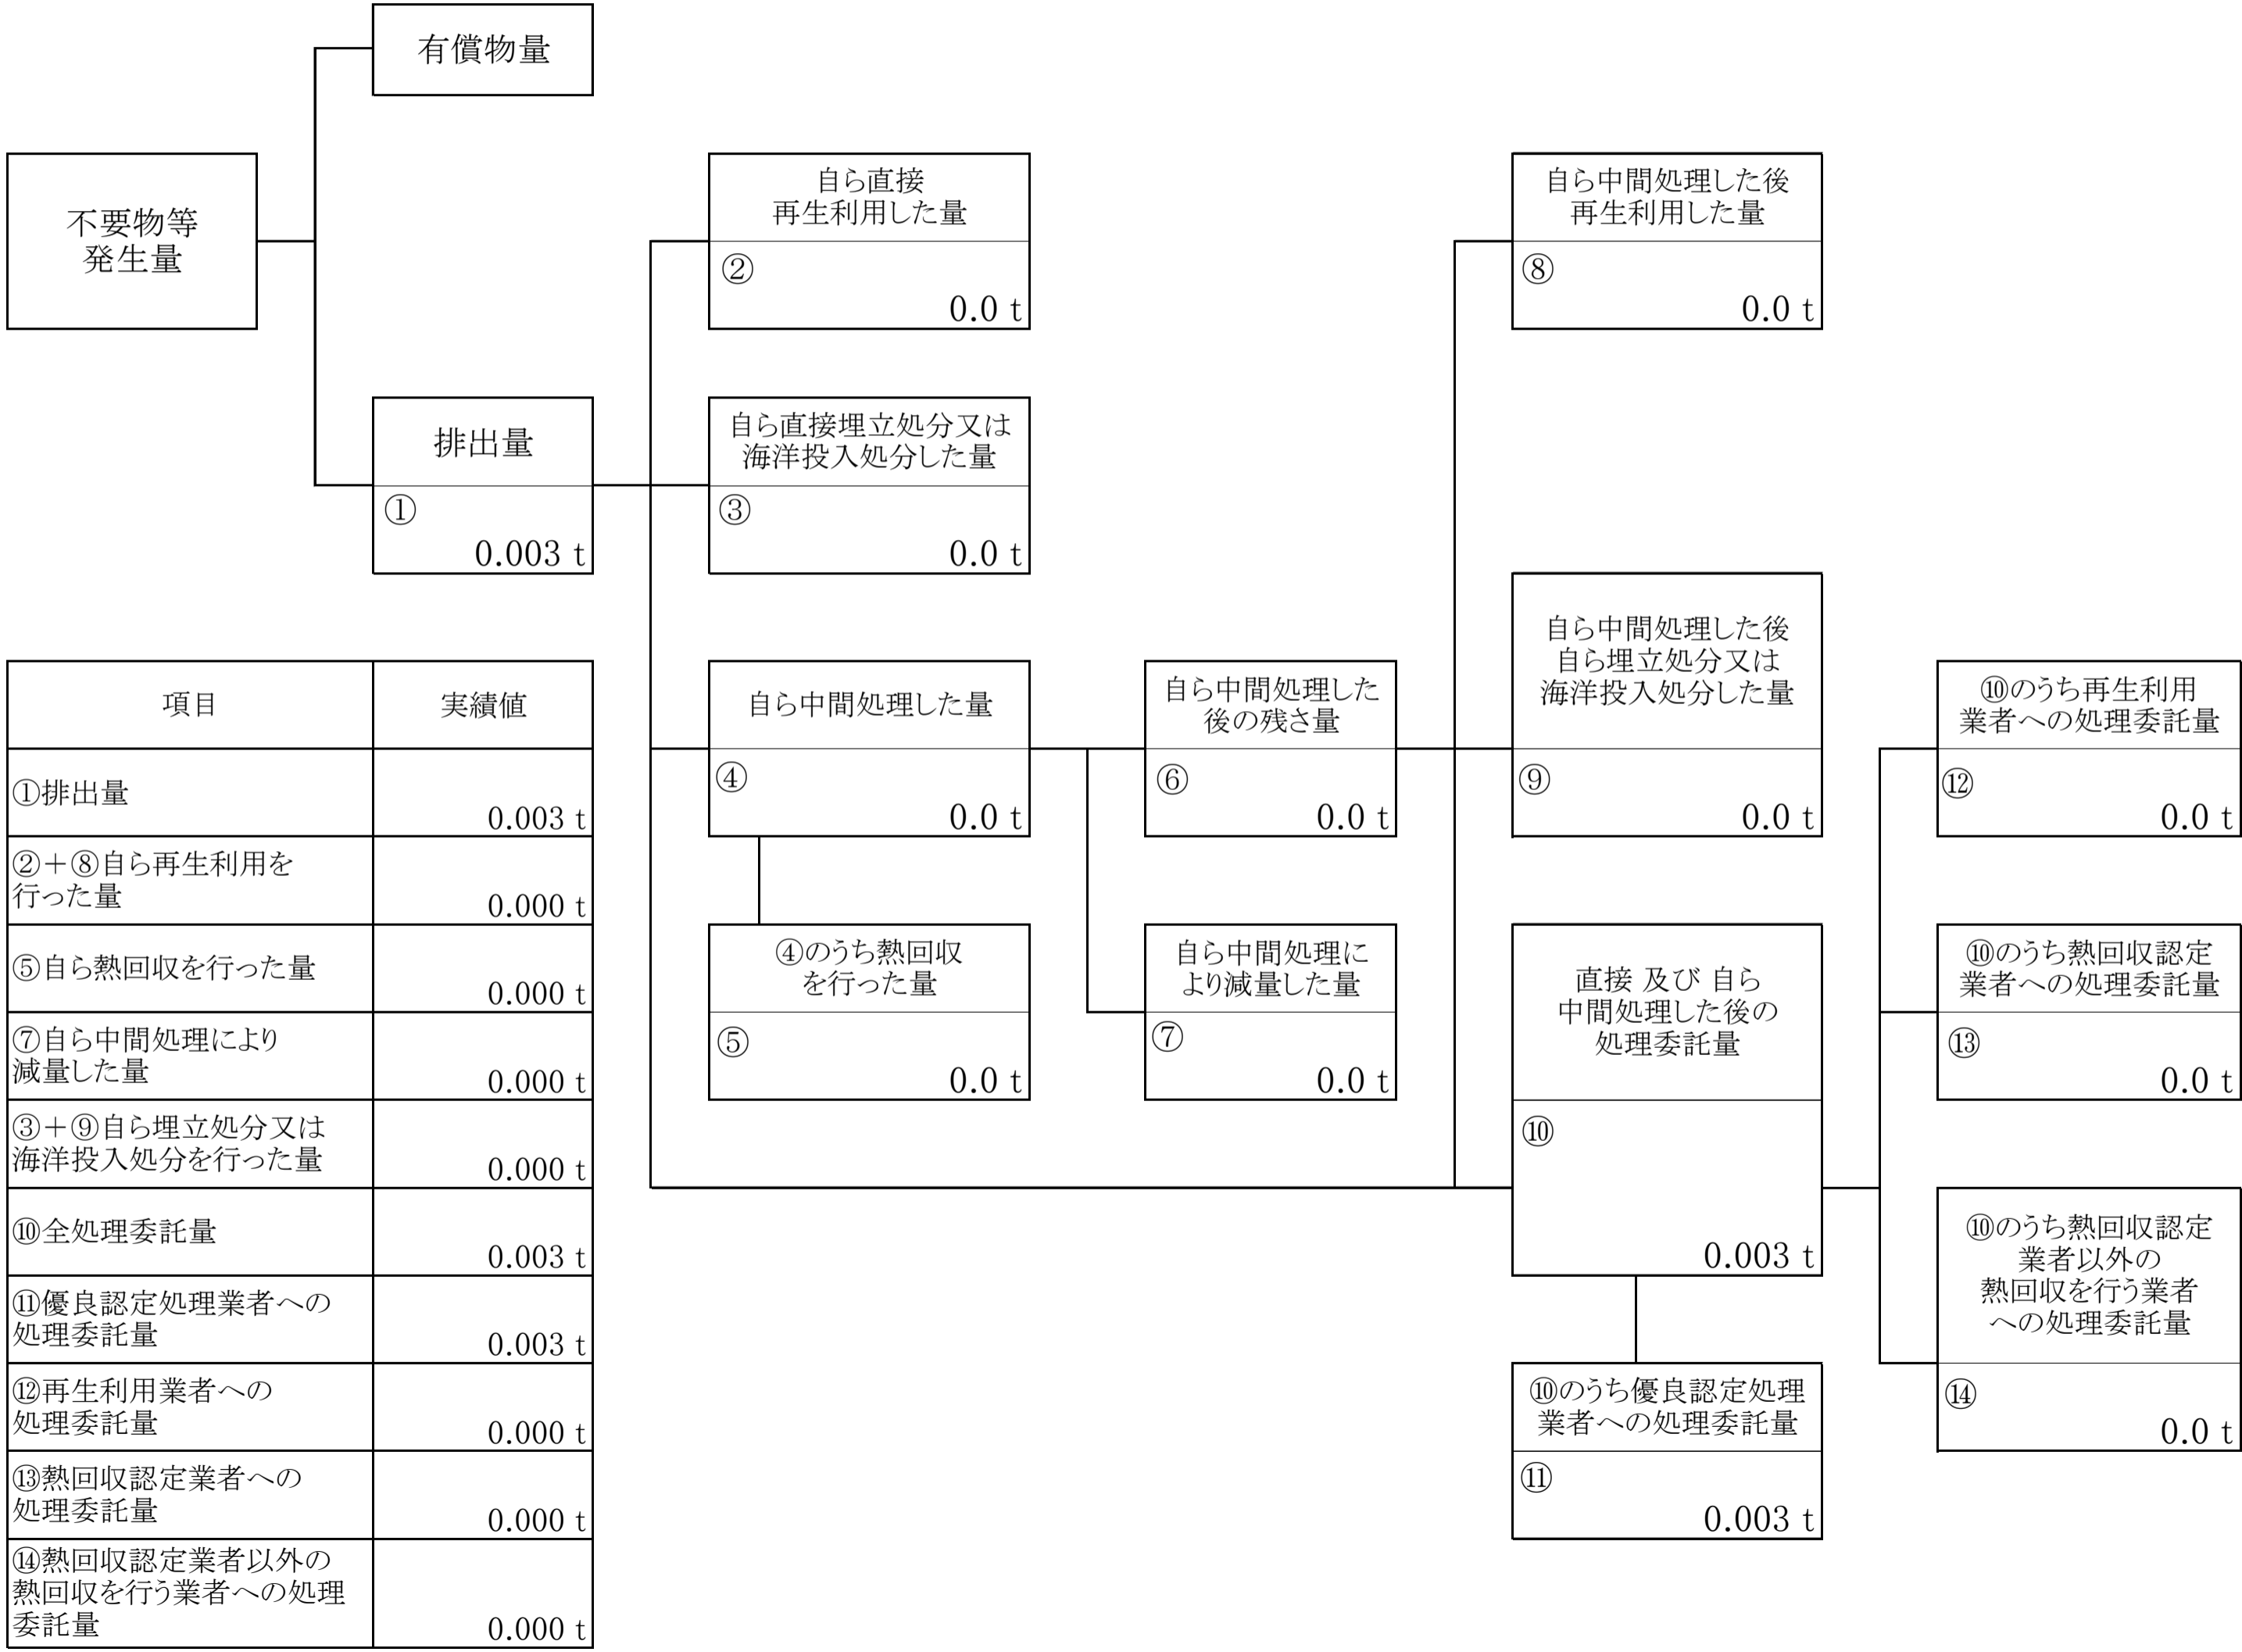 有償物量
不要物等
発生量
排出量
①
0.003 t
自ら直接
再生利用した量
②
0.0 t
自ら直接埋立処分又は
海洋投入処分した量
③
0.0 t
自ら中間処理した量
④
0.0 t
④のうち熱回収
を行った量
⑤
0.0 t
自ら中間処理した
後の残さ量
⑥
0.0 t
自ら中間処理に
より減量した量
⑦
0.0 t
自ら中間処理した後
再生利用した量
⑧
0.0 t
自ら中間処理した後
自ら埋立処分又は
海洋投入処分した量
⑨
0.0 t
直接 及び 自ら
中間処理した後の
処理委託量
⑩
0.003 t
⑩のうち優良認定処理
業者への処理委託量
⑪
0.003 t
⑩のうち再生利用
業者への処理委託量
⑫
0.0 t
⑩のうち熱回収認定
業者への処理委託量
⑬
0.0 t
⑩のうち熱回収認定
業者以外の
熱回収を行う業者
への処理委託量
⑭
0.0 t
項目 実績値
①排出量
0.003 t
②+⑧自ら再生利用を
行った量
0.000 t
⑤自ら熱回収を行った量
0.000 t
⑦自ら中間処理により
減量した量
0.000 t
③+⑨自ら埋立処分又は
海洋投入処分を行った量
0.000 t
⑩全処理委託量
0.003 t
⑪優良認定処理業者への
処理委託量
0.003 t
⑫再生利用業者への
処理委託量
0.000 t
⑬熱回収認定業者への
処理委託量
0.000 t
⑭熱回収認定業者以外の
熱回収を行う業者への処理
委託量
0.000 t